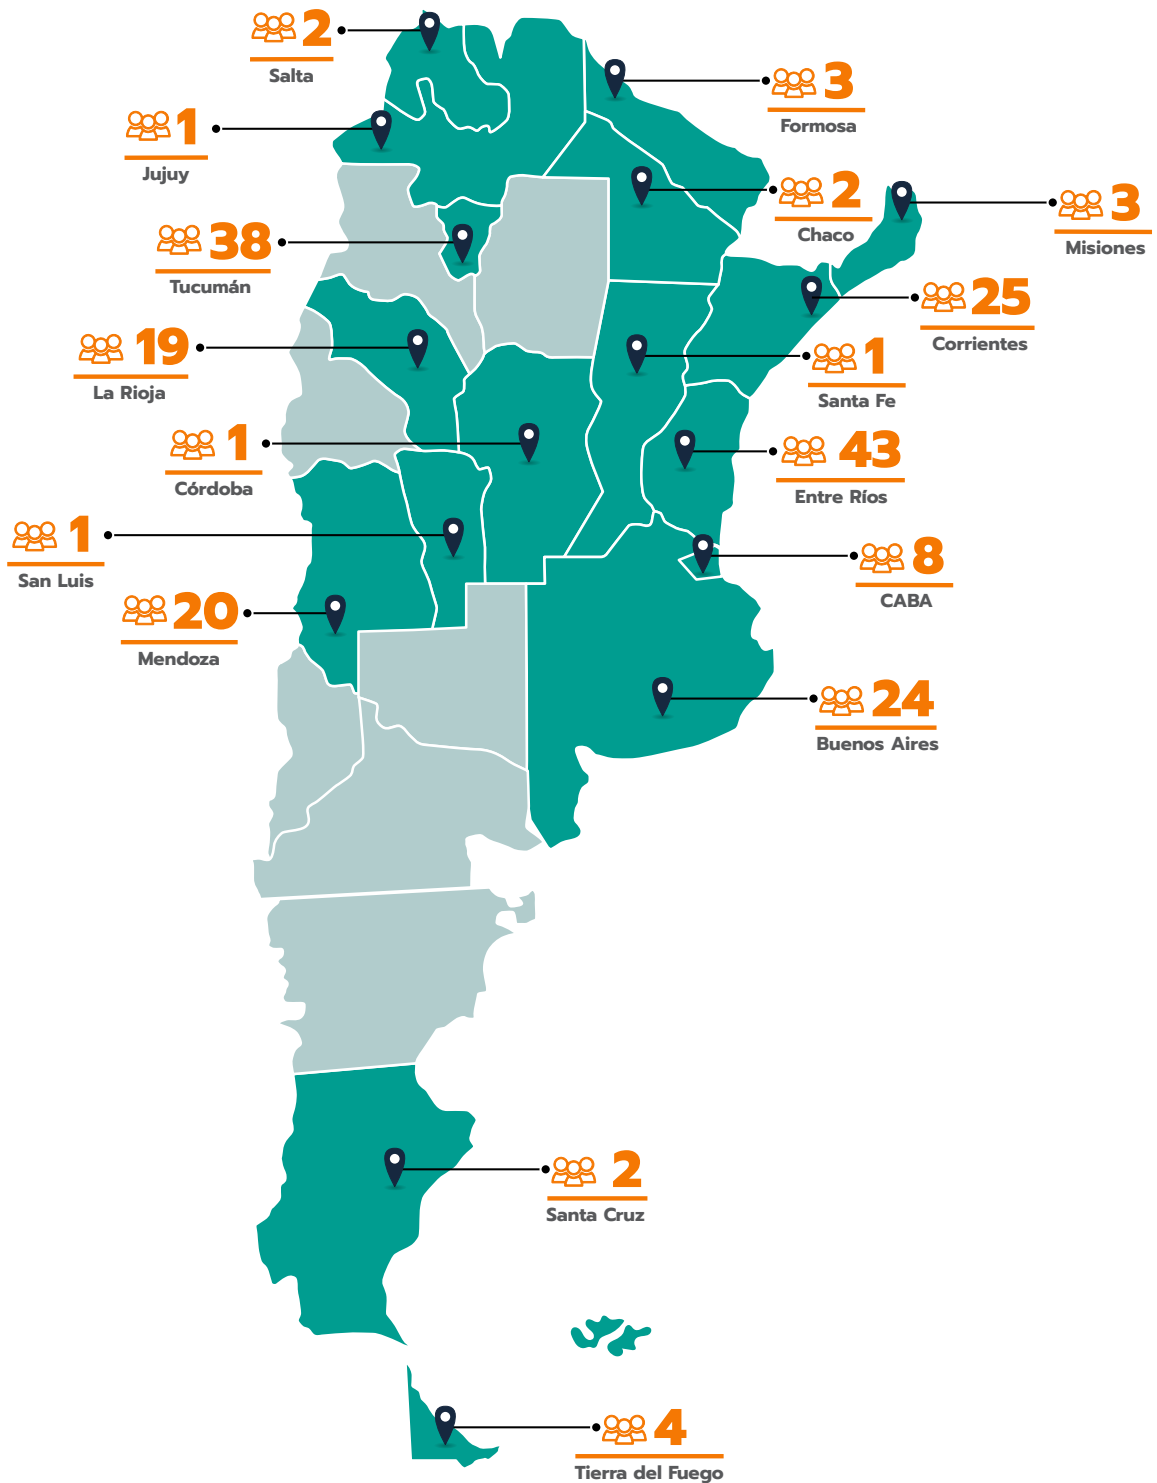 2
Salta
3
Formosa
1
Jujuy
2
Chaco
3
Misiones
38
Tucumán
25
Corrientes
19
La Rioja
1
Santa Fe
1
Córdoba
43
Entre Ríos
1
San Luis
8
CABA
20
Mendoza
24
Buenos Aires
2
Santa Cruz
4
Tierra del Fuego